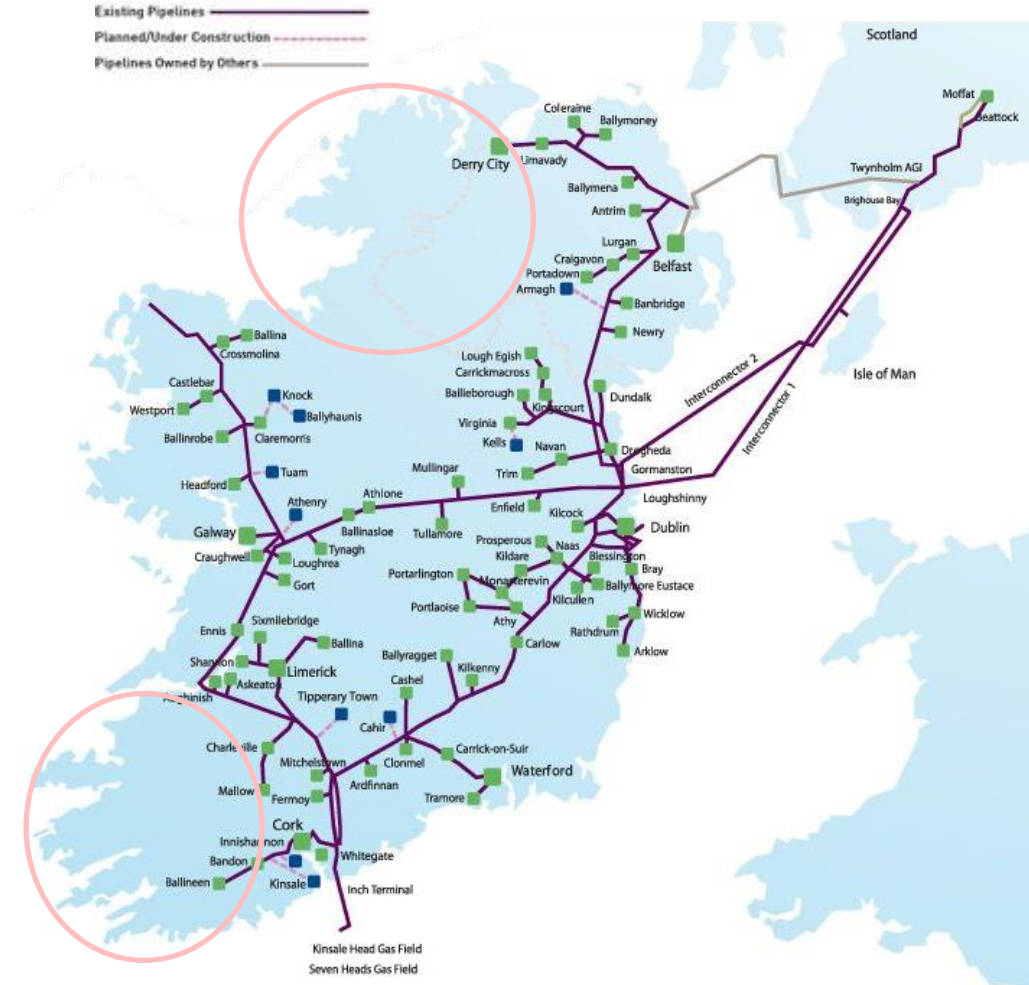 Existing Pipelines
Planned/Under Construction
Pipelines Owned by Others
Scotland
Moffat
Beattock
Coleraine
Ballymoney
Derry City
Limavady
Twynholm AGI
Ballymena
Brighouse Bay
Antrim
Lurgan
Craigavon
Belfast
Portadown
Armagh
Banbridge
Newry
Ballina
Crossmolina
Lough Egish
Carrickmacross
Interconnector 2
Isle of Man
Castlebar
Knock
Bailieborough
Dundalk
Westport
Ballyhaunis
Kingscourt
Interconnector 1
Virginia
Ballinrobe
Claremorris
Kells
Navan
Drogheda
Mullingar
Gormanston
Tuam
Trim
Headford
Athlone
Loughshinny
Athenry
Enfield
Kilcock
Galway
Ballinasloe
Tullamore
Dublin
Prosperous
Naas
Craughwell
Tynagh
Kildare
Blessington
Loughrea
Bray
Portarlington
Monasterevin
Gort
Ballymore Eustace
Kilcullen
Portlaoise
Wicklow
Sixmilebridge
Athy
Ennis
Rathdrum
Ballina
Carlow
Arklow
Shannon
Ballyragget
Limerick
Kilkenny
Askeaton
Cashel
Aughinish
Tipperary Town
Cahir
Charleville
Carrick-on-Suir
Mitchelstown
Clonmel
Waterford
Ardfinnan
Mallow
Fermoy
Tramore
Cork
Innishannon
Whitegate
Bandon
Ballineen
Kinsale
Inch Terminal
Kinsale Head Gas Field
Seven Heads Gas Field